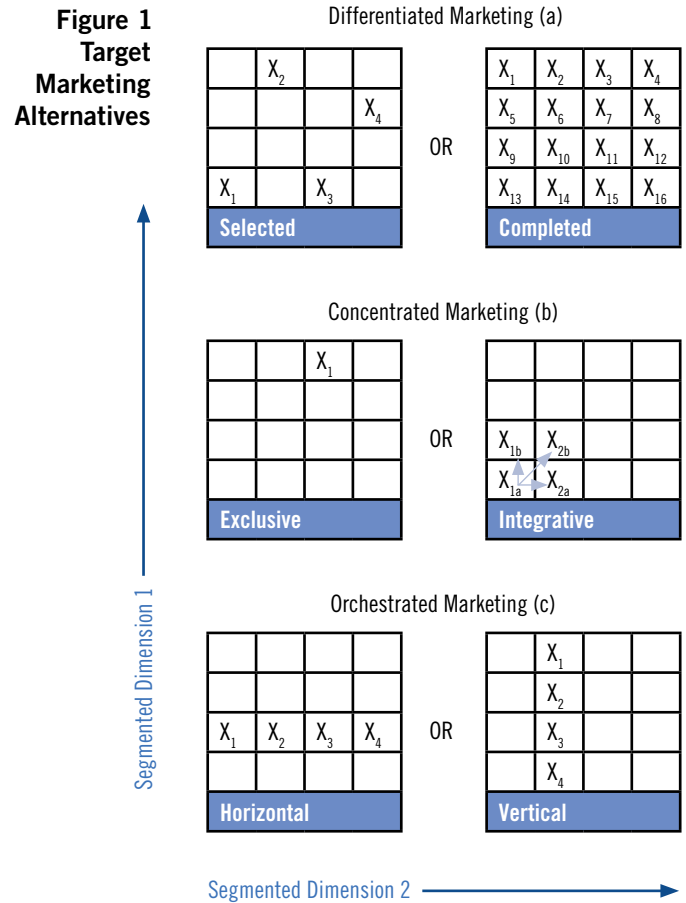 Figure 1
Target
Marketing
Alternatives
Differentiated Marketing (a)
X₂
X₄
X₁ X₃
Selected
OR
X₁ X₂ X₃ X₄
X₅ X₆ X₇ X₈
X₉ X₁₀ X₁₁ X₁₂
X₁₃ X₁₄ X₁₅ X₁₆
Completed
Concentrated Marketing (b)
X₁
Exclusive
OR
X1b X2b
X1a X2a
Integrative
Orchestrated Marketing (c)
X₁ X₂ X₃ X₄
Horizontal
OR
X₁
X₂
X₃
X₄
Vertical
Segmented Dimension 1
Segmented Dimension 2